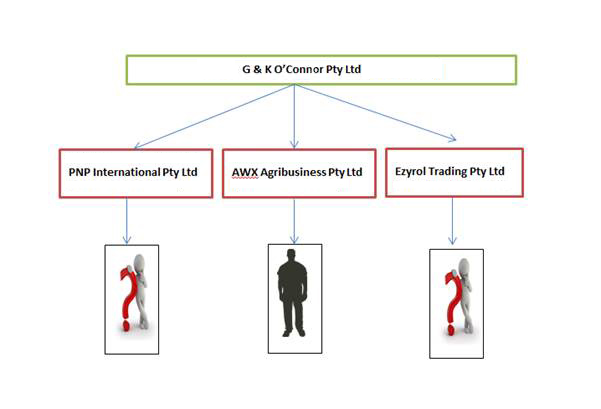 G & K O’Connor Pty Ltd
PNP International Pty Ltd
AWX Agribusiness Pty Ltd
Ezyrol Trading Pty Ltd